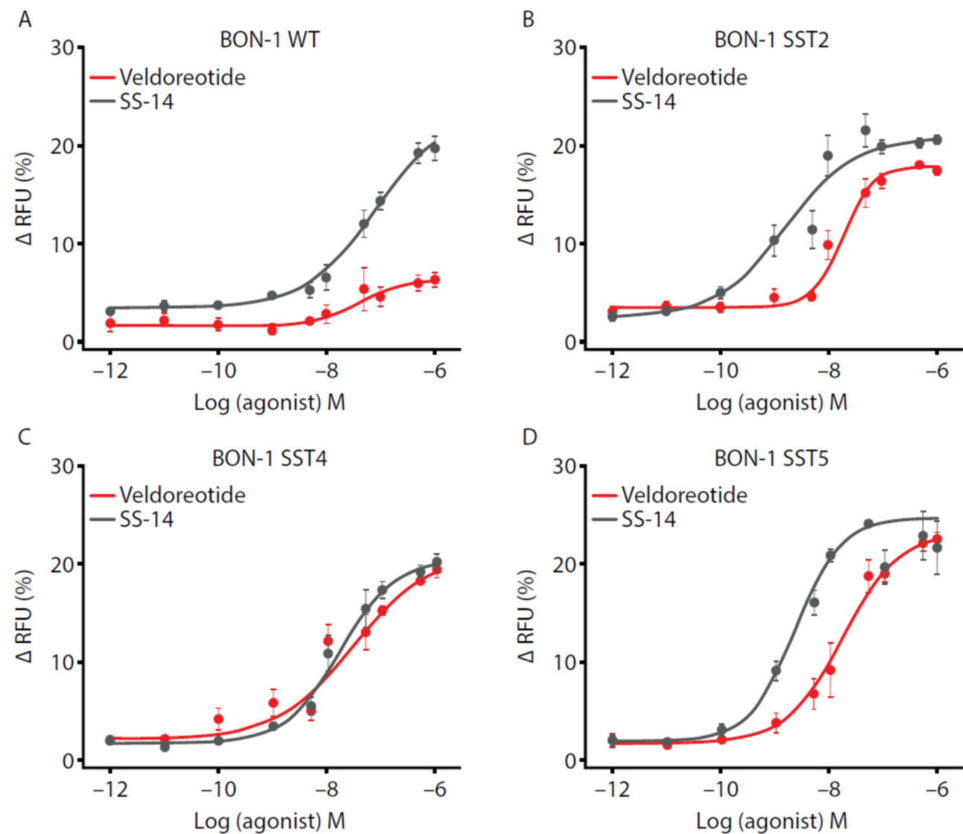 A
BON-1 WT
30
20
10
0
Δ RFU (%)
Veldoreotide
SS-14
−12
−10
−8
−6
Log (agonist) M
B
BON-1 SST2
30
20
10
0
Δ RFU (%)
Veldoreotide
SS-14
−12
−10
−8
−6
Log (agonist) M
C
BON-1 SST4
30
20
10
0
Δ RFU (%)
Veldoreotide
SS-14
−12
−10
−8
−6
Log (agonist) M
D
BON-1 SST5
30
20
10
0
Δ RFU (%)
Veldoreotide
SS-14
−12
−10
−8
−6
Log (agonist) M